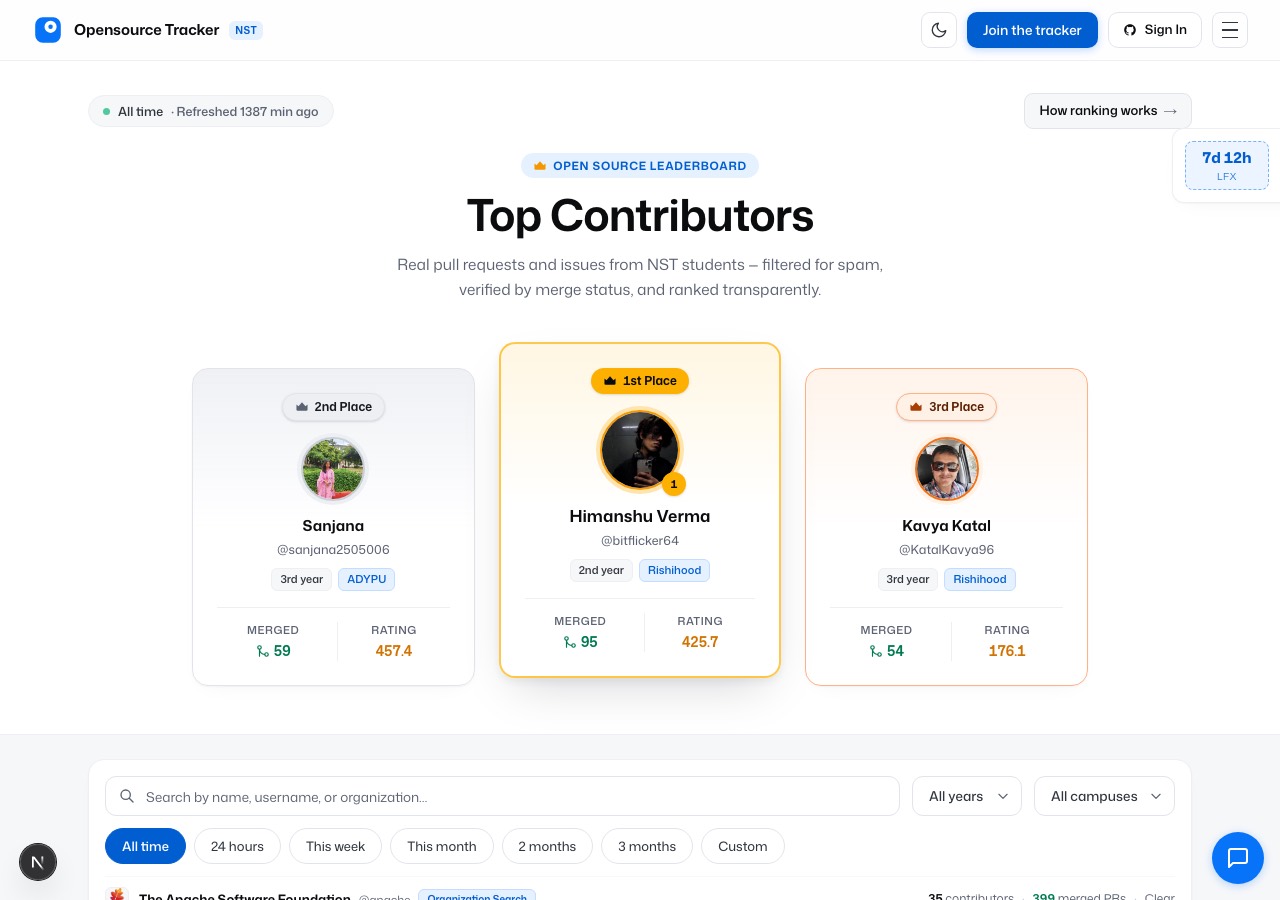 Opensource Tracker NST
Join the tracker
Sign In
All time · Refreshed 1387 min ago
How ranking works →
7d 12h
LFX
OPEN SOURCE LEADERBOARD
Top Contributors
Real pull requests and issues from NST students – filtered for spam,
verified by merge status, and ranked transparently.
2nd Place
Sanjana
@sanjana2505006
3rd year ADYPU
MERGED RATING
59 457.4
1st Place
1
Himanshu Verma
@bitflicker64
2nd year Rishihood
MERGED RATING
95 425.7
3rd Place
Kavya Katal
@KatalKavya96
3rd year Rishihood
MERGED RATING
54 176.1
Search by name, username, or organization...
All years
All campuses
All time 24 hours This week This month 2 months 3 months Custom
N
The Apache Software Foundation @apache Organization Search 35 contributors · 399 merged PRs · Clear